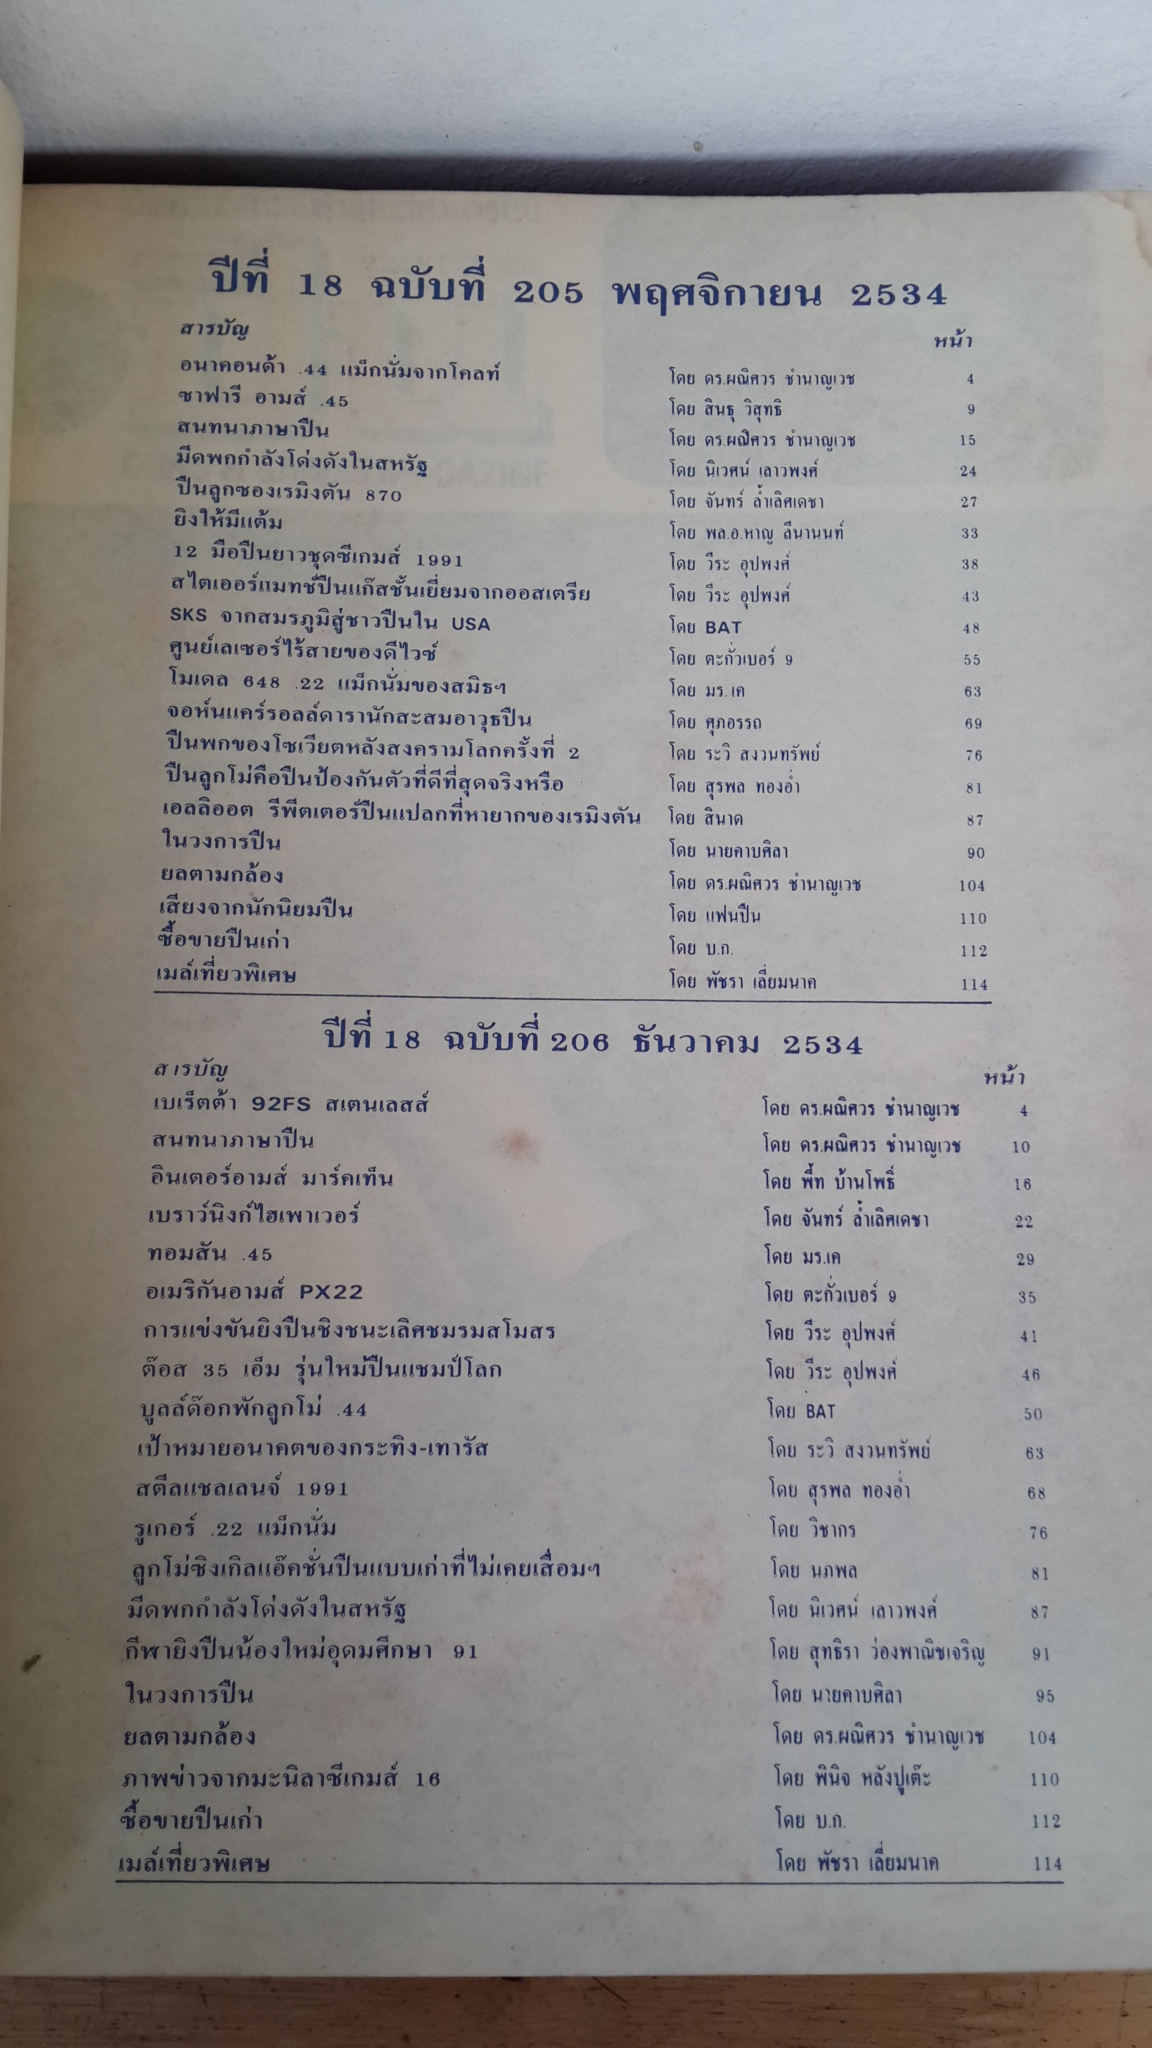 ปีที่ 18 ฉบับที่ 205 พฤศจิกายน 2534
สารบัญ หน้า
อนาคอนด้า .44 แม็กนั่มจากโคลท์ โดย ดร.ผณิศวร ชำนาญเวช 4
ซาฟารี อามส์ .45 โดย สินธุ วิสุทธิ 9
สนทนาภาษาปืน โดย ดร.ผณิศวร ชำนาญเวช 15
มีดพกกำลังโด่งดังในสหรัฐ โดย นิเวศน์ เลาวพงศ์ 24
ปืนลูกซองเรมิงตัน 870 โดย จันทร์ ล้ำเลิศเดชา 27
ยิงให้มีแต้ม โดย พล.อ.หาญ ลีนานนท์ 33
12 มือปืนยาวชุดซีเกมส์ 1991 โดย วีระ อุปพงศ์ 38
สไตเออร์แมทช์ปืนแก๊สชั้นเยี่ยมจากออสเตรีย โดย วีระ อุปพงศ์ 43
SKS จากสมรภูมิสู่ชาวปืนใน USA โดย BAT 48
ศูนย์เลเซอร์ไร้สายของดีไวซ์ โดย ตะกั่วเบอร์ 9 55
โมเดล 648 .22 แม็กนั่มของสมิธฯ โดย มร.เค 63
จอห์นแคร์รอลล์ดารานักสะสมอาวุธปืน โดย ศุภอรรถ 69
ปืนพกของโซเวียตหลังสงครามโลกครั้งที่ 2 โดย ระวิ สงวนทรัพย์ 76
ปืนลูกโม่คือปืนป้องกันตัวที่ดีที่สุดจริงหรือ โดย สุรพล ทองอ่ำ 81
เอลลิออต รีพีตเตอร์ปืนแปลกที่หายากของเรมิงตัน โดย สินาด 87
ในวงการปืน โดย นายคาบศิลา 90
ยลตามกล้อง โดย ดร.ผณิศวร ชำนาญเวช 104
เสียงจากนักนิยมปืน โดย แฟนปืน 110
ซื้อขายปืนเก่า โดย บ.ก. 112
เมล์เที่ยวพิเศษ โดย พัชรา เลี่ยมนาค 114
ปีที่ 18 ฉบับที่ 206 ธันวาคม 2534
สารบัญ หน้า
เบเร็ตต้า 92FS สเตนเลสส์ โดย ดร.ผณิศวร ชำนาญเวช 4
สนทนาภาษาปืน โดย ดร.ผณิศวร ชำนาญเวช 10
อินเตอร์อามส์ มาร์คเท็น โดย พี้ท บ้านโพธิ์ 16
เบราว์นิงก์ไฮเพาเวอร์ โดย จันทร์ ล้ำเลิศเดชา 22
ทอมสัน .45 โดย มร.เค 29
อเมริกันอามส์ PX22 โดย ตะกั่วเบอร์ 9 35
การแข่งขันยิงปืนชิงชนะเลิศชมรมสโมสร โดย วีระ อุปพงศ์ 41
ต๊อส 35 เอ็ม รุ่นใหม่ปืนแชมป์โลก โดย วีระ อุปพงศ์ 46
บูลล์ด๊อกพักลูกโม่ .44 โดย BAT 50
เป้าหมายอนาคตของกระทิง-เทารัส โดย ระวิ สงวนทรัพย์ 63
สตีลแชลเลนจ์ 1991 โดย สุรพล ทองอ่ำ 68
รูเกอร์ .22 แม็กนั่ม โดย วิชากร 76
ลูกโม่ซิงเกิลแอ๊คชั่นปืนแบบเก่าที่ไม่เคยเสื่อมฯ โดย นภพล 81
มีดพกกำลังโด่งดังในสหรัฐ โดย นิเวศน์ เลาวพงศ์ 87
กีฬายิงปืนน้องใหม่อุดมศึกษา 91 โดย สุทธิรา ว่องพาณิชเจริญ 91
ในวงการปืน โดย นายคาบศิลา 95
ยลตามกล้อง โดย ดร.ผณิศวร ชำนาญเวช 104
ภาพข่าวจากมะนิลาซีเกมส์ 16 โดย พินิจ หลังปูเต๊ะ 110
ซื้อขายปืนเก่า โดย บ.ก. 112
เมล์เที่ยวพิเศษ โดย พัชรา เลี่ยมนาค 114